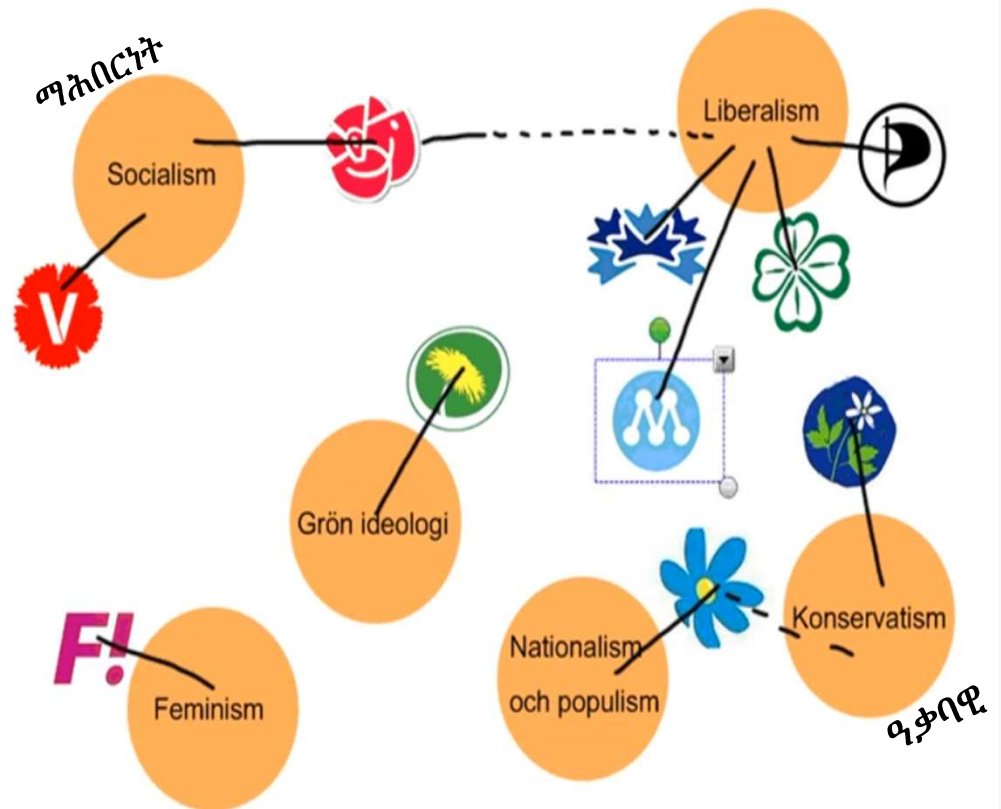 ማሕበርነት
Socialism
Liberalism
V
Grön ideologi
F!
Feminism
Nationalism
och populism
Konservatism
ዓቃባዊ